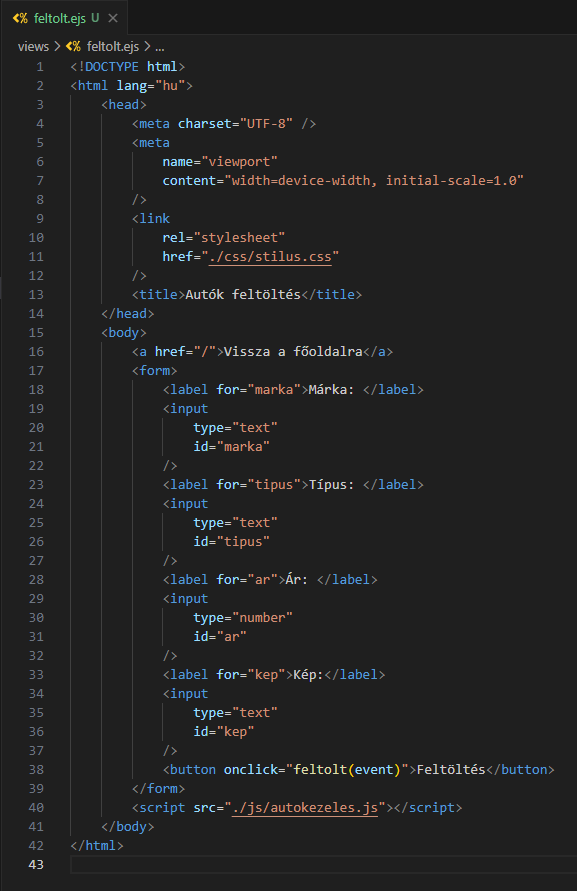 feltolt.ejs U
views > feltolt.ejs > ...
1 <!DOCTYPE html>
2 <html lang="hu">
3 <head>
4 <meta charset="UTF-8" />
5 <meta
6 name="viewport"
7 content="width=device-width, initial-scale=1.0"
8 />
9 <link
10 rel="stylesheet"
11 href="./css/stilus.css"
12 />
13 <title>Autók feltöltés</title>
14 </head>
15 <body>
16 <a href="/">Vissza a főoldalra</a>
17 <form>
18 <label for="marka">Márka: </label>
19 <input
20 type="text"
21 id="marka"
22 />
23 <label for="tipus">Típus: </label>
24 <input
25 type="text"
26 id="tipus"
27 />
28 <label for="ar">Ár: </label>
29 <input
30 type="number"
31 id="ar"
32 />
33 <label for="kep">Kép:</label>
34 <input
35 type="text"
36 id="kep"
37 />
38 <button onclick="feltolt(event)">Feltöltés</button>
39 </form>
40 <script src="./js/autokezeles.js"></script>
41 </body>
42 </html>
43